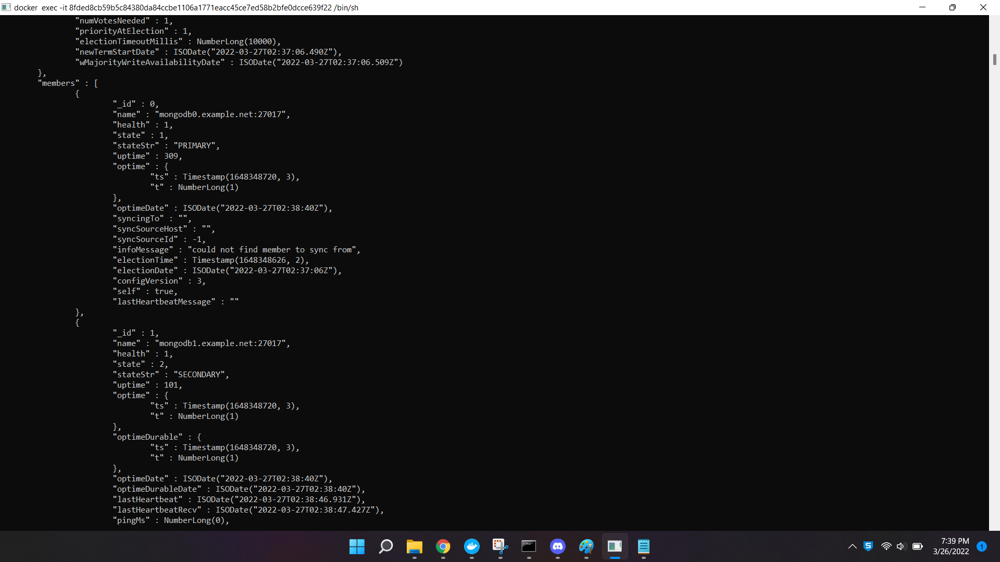 docker  exec -it 8fded8cb59b5c84380da84ccbe1106a1771eacc45ce7ed58b2bfe0dcce639f22 /bin/sh
"numVotesNeeded" : 1,
"priorityAtElection" : 1,
"electionTimeoutMillis" : NumberLong(10000),
"newTermStartDate" : ISODate("2022-03-27T02:37:06.490Z"),
"wMajorityWriteAvailabilityDate" : ISODate("2022-03-27T02:37:06.509Z")
},
"members" : [
{
"_id" : 0,
"name" : "mongodb0.example.net:27017",
"health" : 1,
"state" : 1,
"stateStr" : "PRIMARY",
"uptime" : 309,
"optime" : {
"ts" : Timestamp(1648348720, 3),
"t" : NumberLong(1)
},
"optimeDate" : ISODate("2022-03-27T02:38:40Z"),
"syncingTo" : "",
"syncSourceHost" : "",
"syncSourceId" : -1,
"infoMessage" : "could not find member to sync from",
"electionTime" : Timestamp(1648348626, 2),
"electionDate" : ISODate("2022-03-27T02:37:06Z"),
"configVersion" : 3,
"self" : true,
"lastHeartbeatMessage" : ""
},
{
"_id" : 1,
"name" : "mongodb1.example.net:27017",
"health" : 1,
"state" : 2,
"stateStr" : "SECONDARY",
"uptime" : 101,
"optime" : {
"ts" : Timestamp(1648348720, 3),
"t" : NumberLong(1)
},
"optimeDurable" : {
"ts" : Timestamp(1648348720, 3),
"t" : NumberLong(1)
},
"optimeDate" : ISODate("2022-03-27T02:38:40Z"),
"optimeDurableDate" : ISODate("2022-03-27T02:38:40Z"),
"lastHeartbeat" : ISODate("2022-03-27T02:38:46.931Z"),
"lastHeartbeatRecv" : ISODate("2022-03-27T02:38:47.427Z"),
"pingMs" : NumberLong(0),
S
7:39 PM
3/26/2022
1